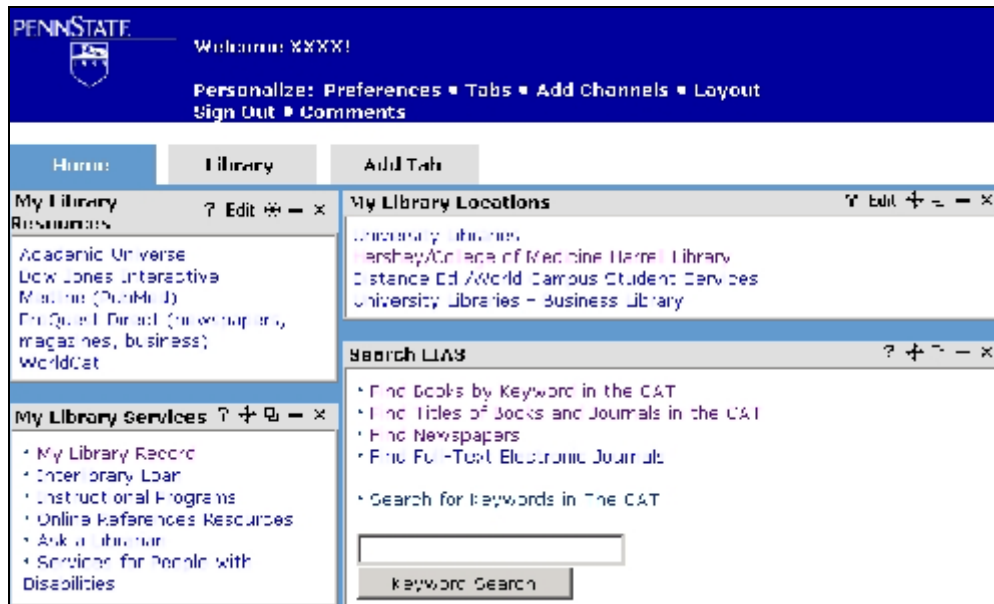 PENNSTATE
Welcome XXXX!
Personalize: Preferences ▪ Tabs ▪ Add Channels ▪ Layout
Sign Out ▪ Comments
Home Library Add Tab
My Library
Resources
? Edit
Academic Universe
Dow Jones Interactive
Medline (PubMed)
ProQuest Direct (newspapers,
magazines, business)
WorldCat
My Library Services ?
• My Library Record
• Interlibrary Loan
• Instructional Programs
• Online References Resources
• Ask a Librarian
• Services for People with
Disabilities
My Library Locations ? Edit
University Libraries
Hershey/College of Medicine Harrell Library
Distance Ed /World Campus Student Services
University Libraries - Business Library
Search LIAS ?
• Find Books by Keyword in the CAT
• Find Titles of Books and Journals in the CAT
• Find Newspapers
• Find Full-Text Electronic Journals
• Search for Keywords in The CAT
Keyword Search